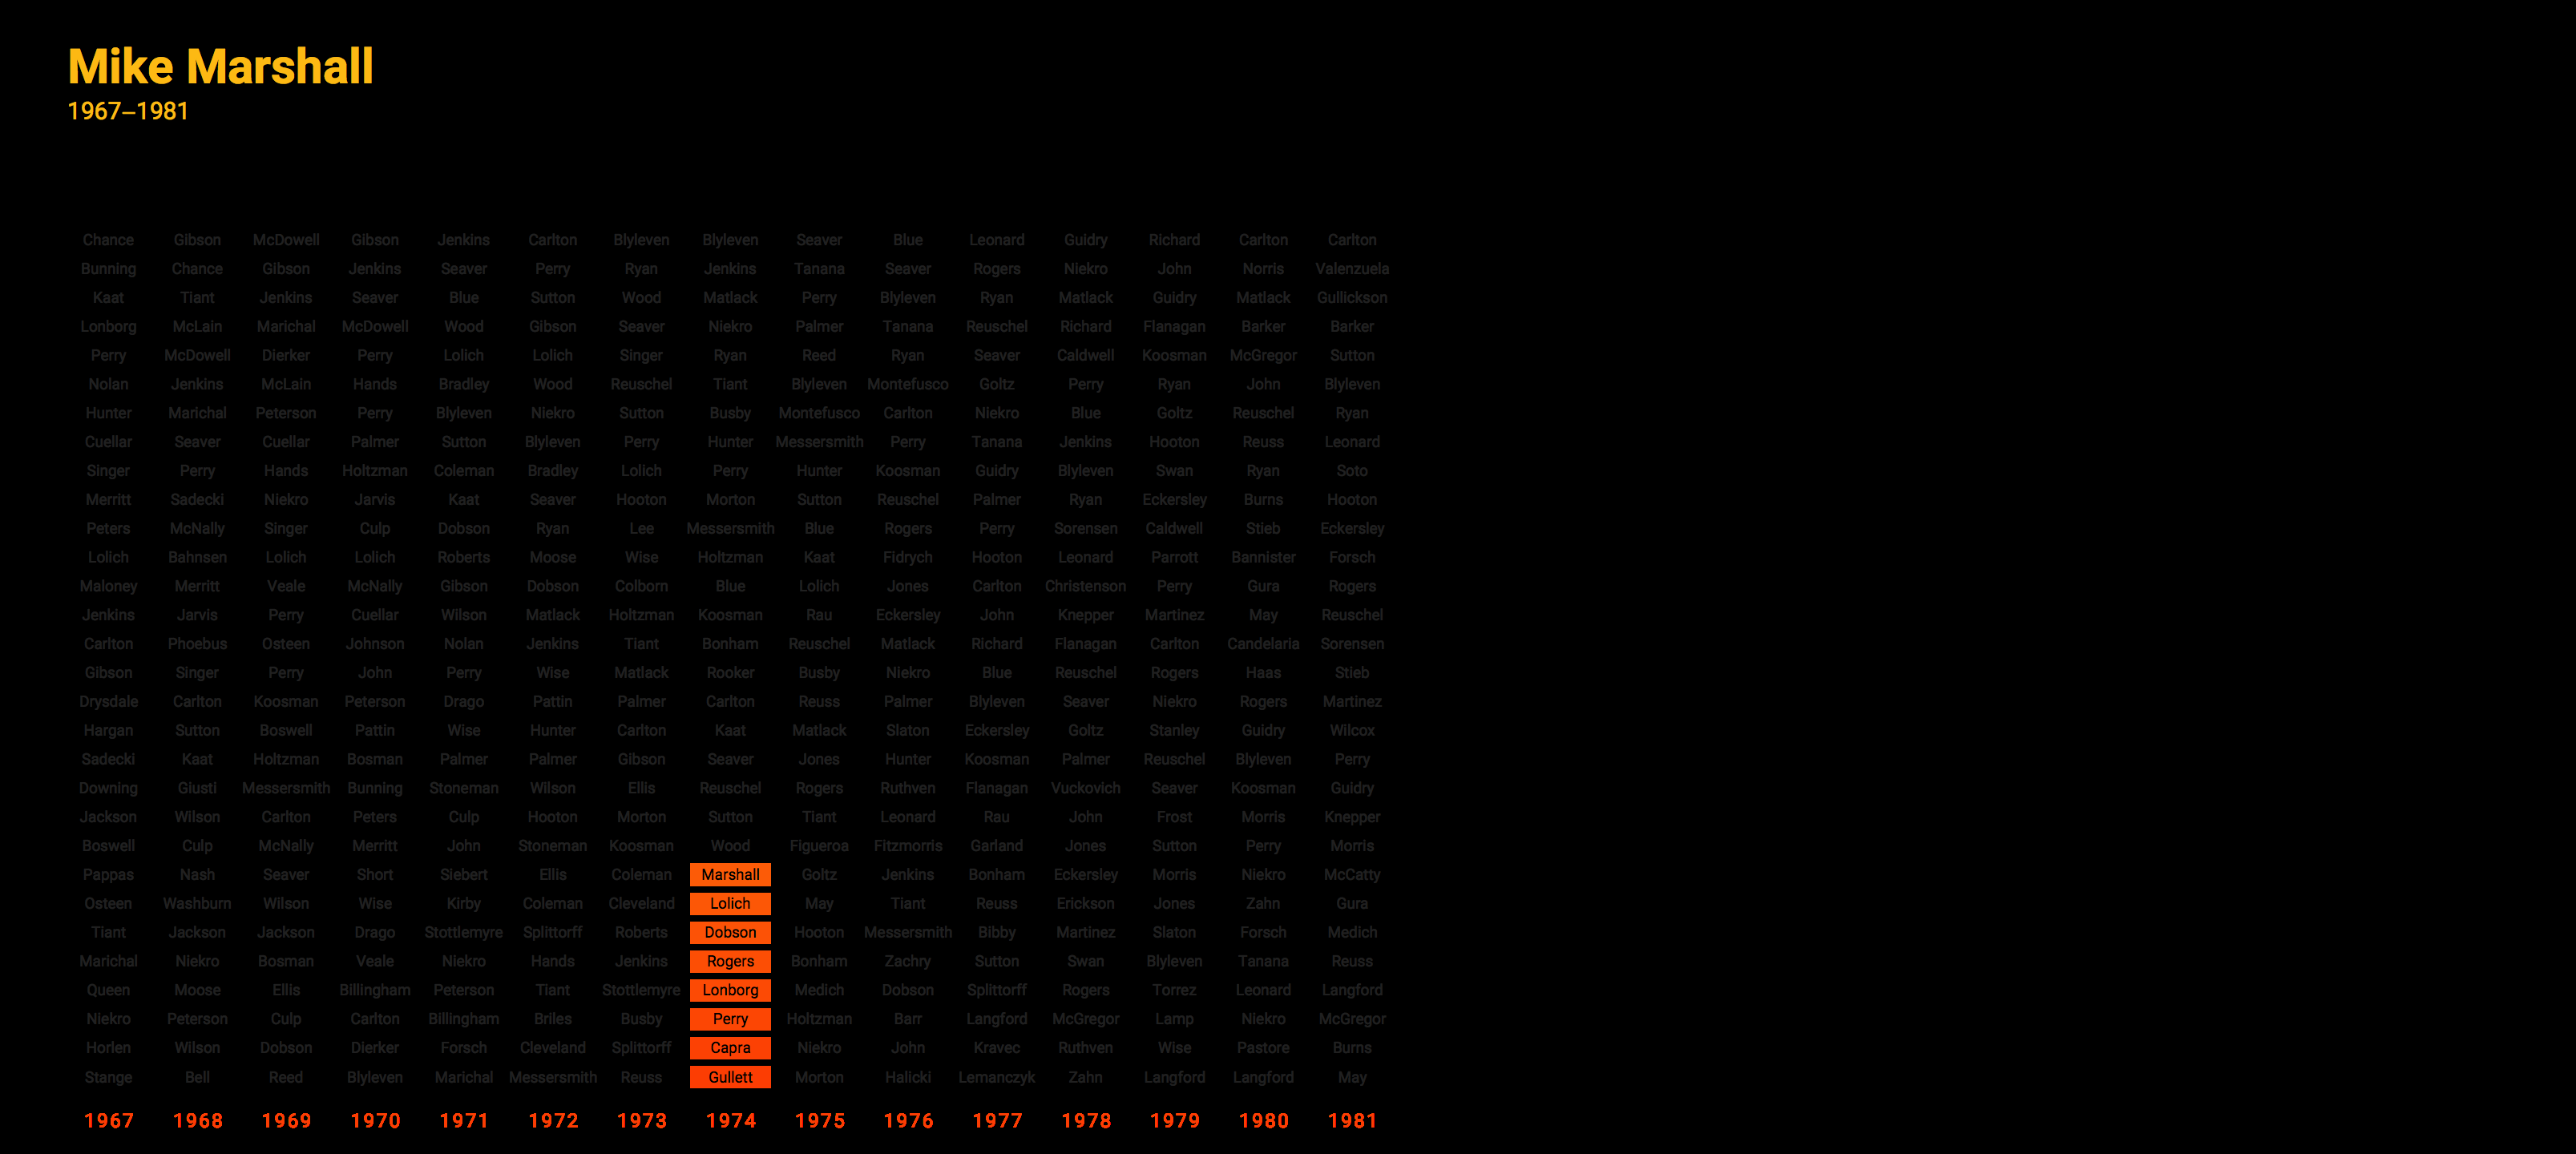 Mike Marshall
1967–1981
Chance Gibson McDowell Gibson Jenkins Carlton Blyleven Blyleven Seaver Blue Leonard Guidry Richard Carlton Carlton
Bunning Chance Gibson Jenkins Seaver Perry Ryan Jenkins Tanana Seaver Rogers Niekro John Norris Valenzuela
Kaat Tiant Jenkins Seaver Blue Sutton Wood Matlack Perry Blyleven Ryan Matlack Guidry Matlack Gullickson
Lonborg McLain Marichal McDowell Wood Gibson Seaver Niekro Palmer Tanana Reuschel Richard Flanagan Barker Barker
Perry McDowell Dierker Perry Lolich Lolich Singer Ryan Reed Ryan Seaver Caldwell Koosman McGregor Sutton
Nolan Jenkins McLain Hands Bradley Wood Reuschel Tiant Blyleven Montefusco Goltz Perry Ryan John Blyleven
Hunter Marichal Peterson Perry Blyleven Niekro Sutton Busby Montefusco Carlton Niekro Blue Goltz Reuschel Ryan
Cuellar Seaver Cuellar Palmer Sutton Blyleven Perry Hunter Messersmith Perry Tanana Jenkins Hooton Reuss Leonard
Singer Perry Hands Holtzman Coleman Bradley Lolich Perry Hunter Koosman Guidry Blyleven Swan Ryan Soto
Merritt Sadecki Niekro Jarvis Kaat Seaver Hooton Morton Sutton Reuschel Palmer Ryan Eckersley Burns Hooton
Peters McNally Singer Culp Dobson Ryan Lee Messersmith Blue Rogers Perry Sorensen Caldwell Stieb Eckersley
Lolich Bahnsen Lolich Lolich Roberts Moose Wise Holtzman Kaat Fidrych Hooton Leonard Parrott Bannister Forsch
Maloney Merritt Veale McNally Gibson Dobson Colborn Blue Lolich Jones Carlton Christenson Perry Gura Rogers
Jenkins Jarvis Perry Cuellar Wilson Matlack Holtzman Koosman Rau Eckersley John Knepper Martinez May Reuschel
Carlton Phoebus Osteen Johnson Nolan Jenkins Tiant Bonham Reuschel Matlack Richard Flanagan Carlton Candelaria Sorensen
Gibson Singer Perry John Perry Wise Matlack Rooker Busby Niekro Blue Reuschel Rogers Haas Stieb
Drysdale Carlton Koosman Peterson Drago Pattin Palmer Carlton Reuss Palmer Blyleven Seaver Niekro Rogers Martinez
Hargan Sutton Boswell Pattin Wise Hunter Carlton Kaat Matlack Slaton Eckersley Goltz Stanley Guidry Wilcox
Sadecki Kaat Holtzman Bosman Palmer Palmer Gibson Seaver Jones Hunter Koosman Palmer Reuschel Blyleven Perry
Downing Giusti Messersmith Bunning Stoneman Wilson Ellis Reuschel Rogers Ruthven Flanagan Vuckovich Seaver Koosman Guidry
Jackson Wilson Carlton Peters Culp Hooton Morton Sutton Tiant Leonard Rau John Frost Morris Knepper
Boswell Culp McNally Merritt John Stoneman Koosman Wood Figueroa Fitzmorris Garland Jones Sutton Perry Morris
Pappas Nash Seaver Short Siebert Ellis Coleman Marshall Goltz Jenkins Bonham Eckersley Morris Niekro McCatty
Osteen Washburn Wilson Wise Kirby Coleman Cleveland Lolich May Tiant Reuss Erickson Jones Zahn Gura
Tiant Jackson Jackson Drago Stottlemyre Splittorff Roberts Dobson Hooton Messersmith Bibby Martinez Slaton Forsch Medich
Marichal Niekro Bosman Veale Niekro Hands Jenkins Rogers Bonham Zachry Sutton Swan Blyleven Tanana Reuss
Queen Moose Ellis Billingham Peterson Tiant Stottlemyre Lonborg Medich Dobson Splittorff Rogers Torrez Leonard Langford
Niekro Peterson Culp Carlton Billingham Briles Busby Perry Holtzman Barr Langford McGregor Lamp Niekro McGregor
Horlen Wilson Dobson Dierker Forsch Cleveland Splittorff Capra Niekro John Kravec Ruthven Wise Pastore Burns
Stange Bell Reed Blyleven Marichal Messersmith Reuss Gullett Morton Halicki Lemanczyk Zahn Langford Langford May
1967 1968 1969 1970 1971 1972 1973 1974 1975 1976 1977 1978 1979 1980 1981